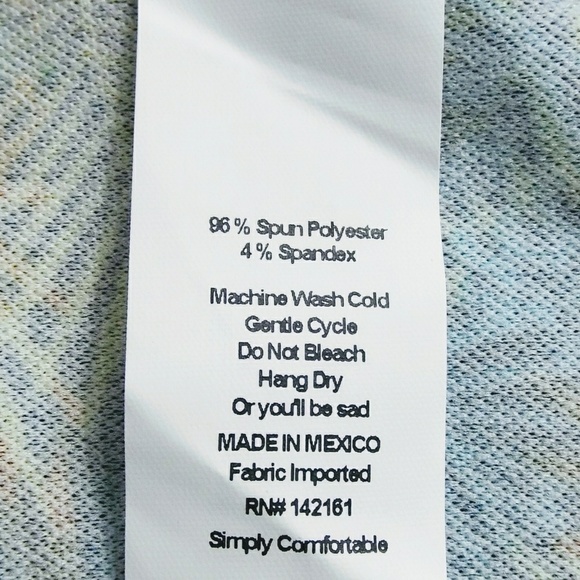 96 % Spun Polyester
4 % Spandex
Machine Wash Cold
Gentle Cycle
Do Not Bleach
Hang Dry
Or you'll be sad
MADE IN MEXICO
Fabric Imported
RN# 142161
Simply Comfortable